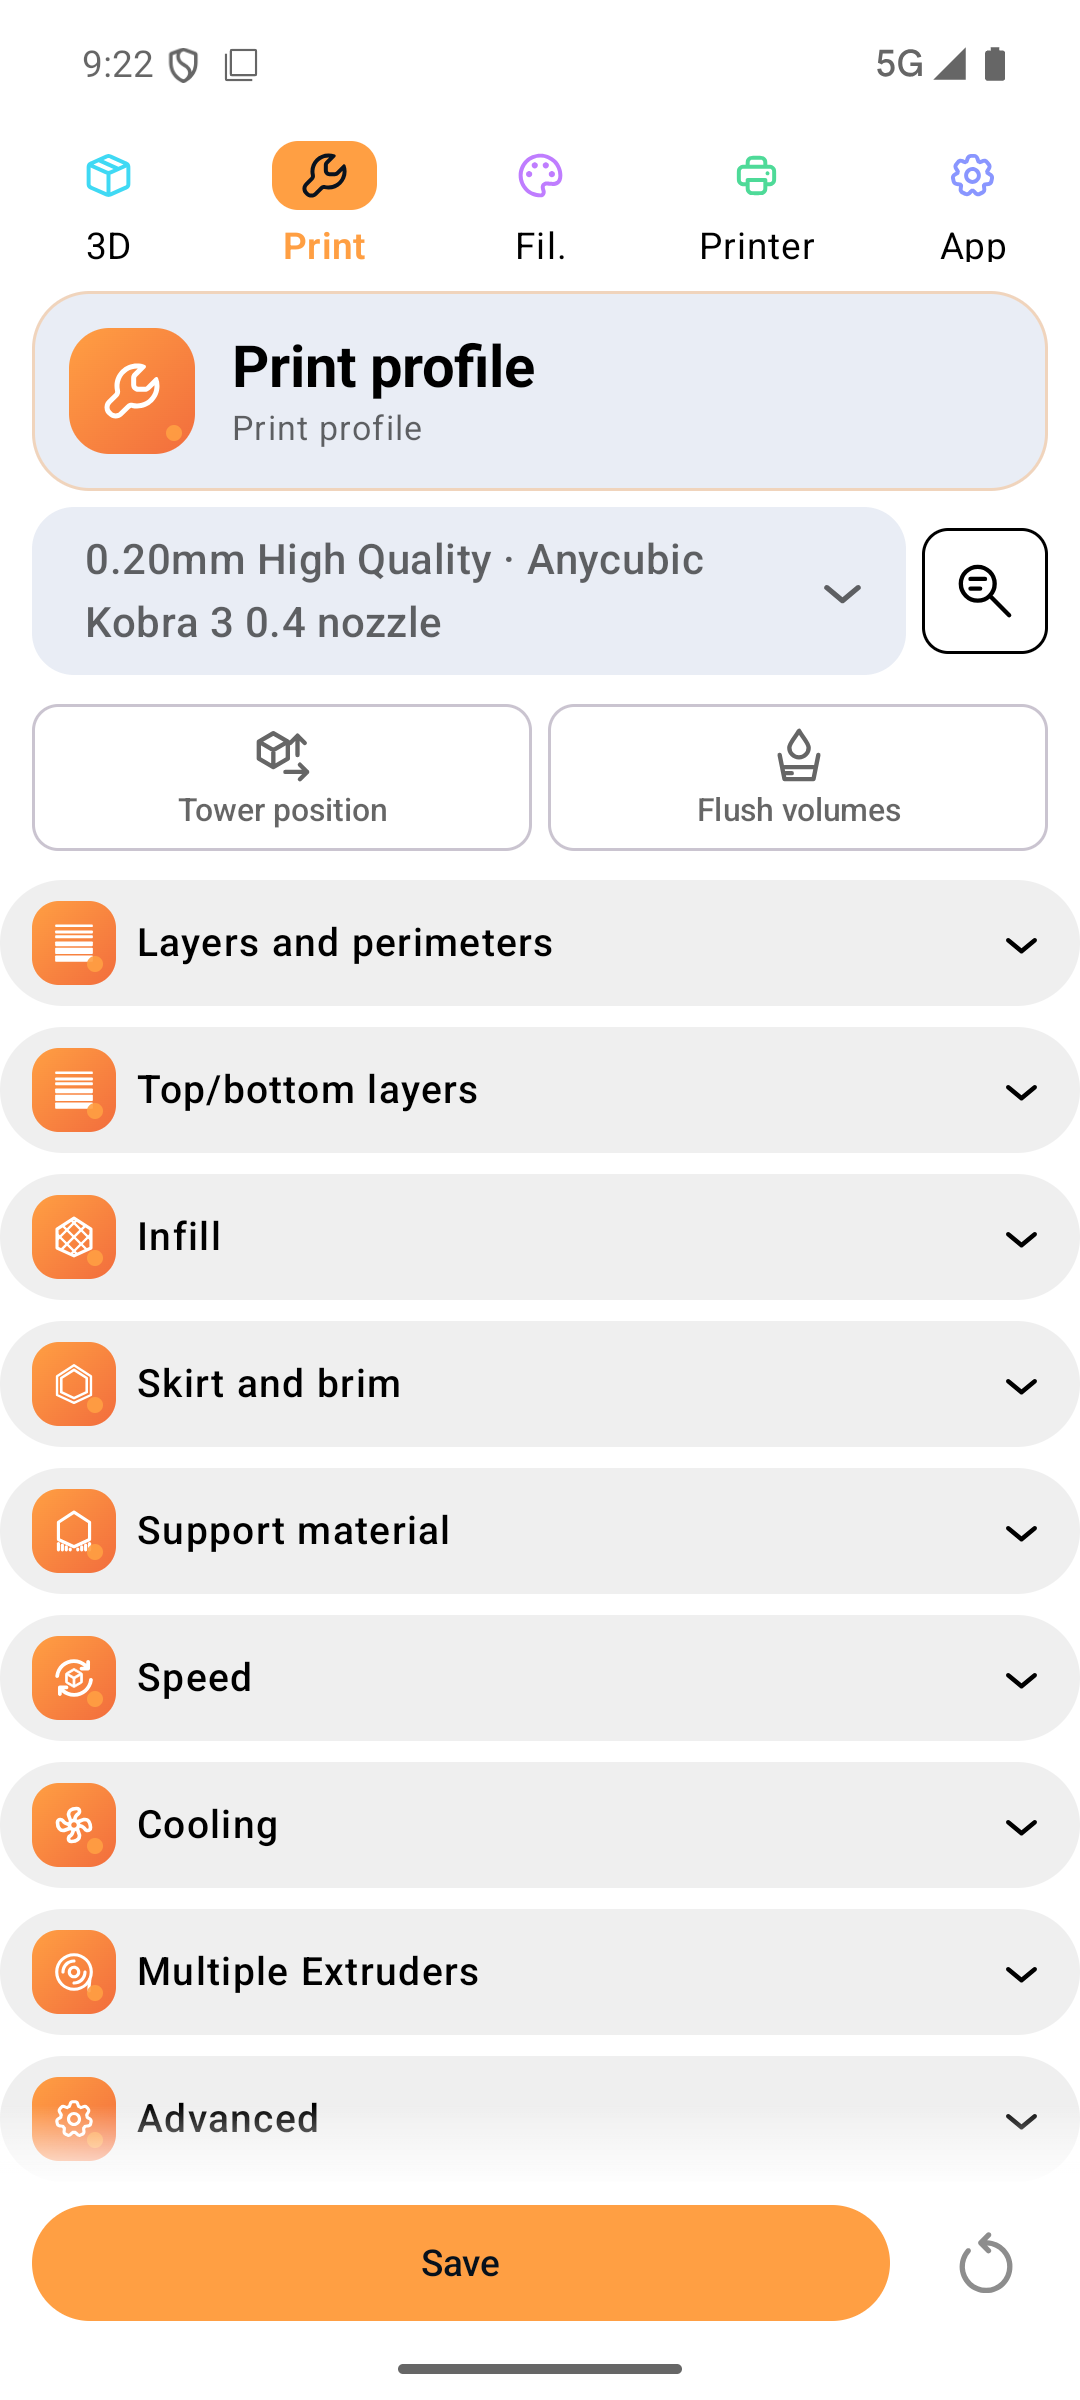 9:22
5G
3D
Print
Fil.
Printer
App
Print profile
Print profile
0.20mm High Quality · Anycubic
Kobra 3 0.4 nozzle
Tower position
Flush volumes
Layers and perimeters
Top/bottom layers
Infill
Skirt and brim
Support material
Speed
Cooling
Multiple Extruders
Advanced
Save